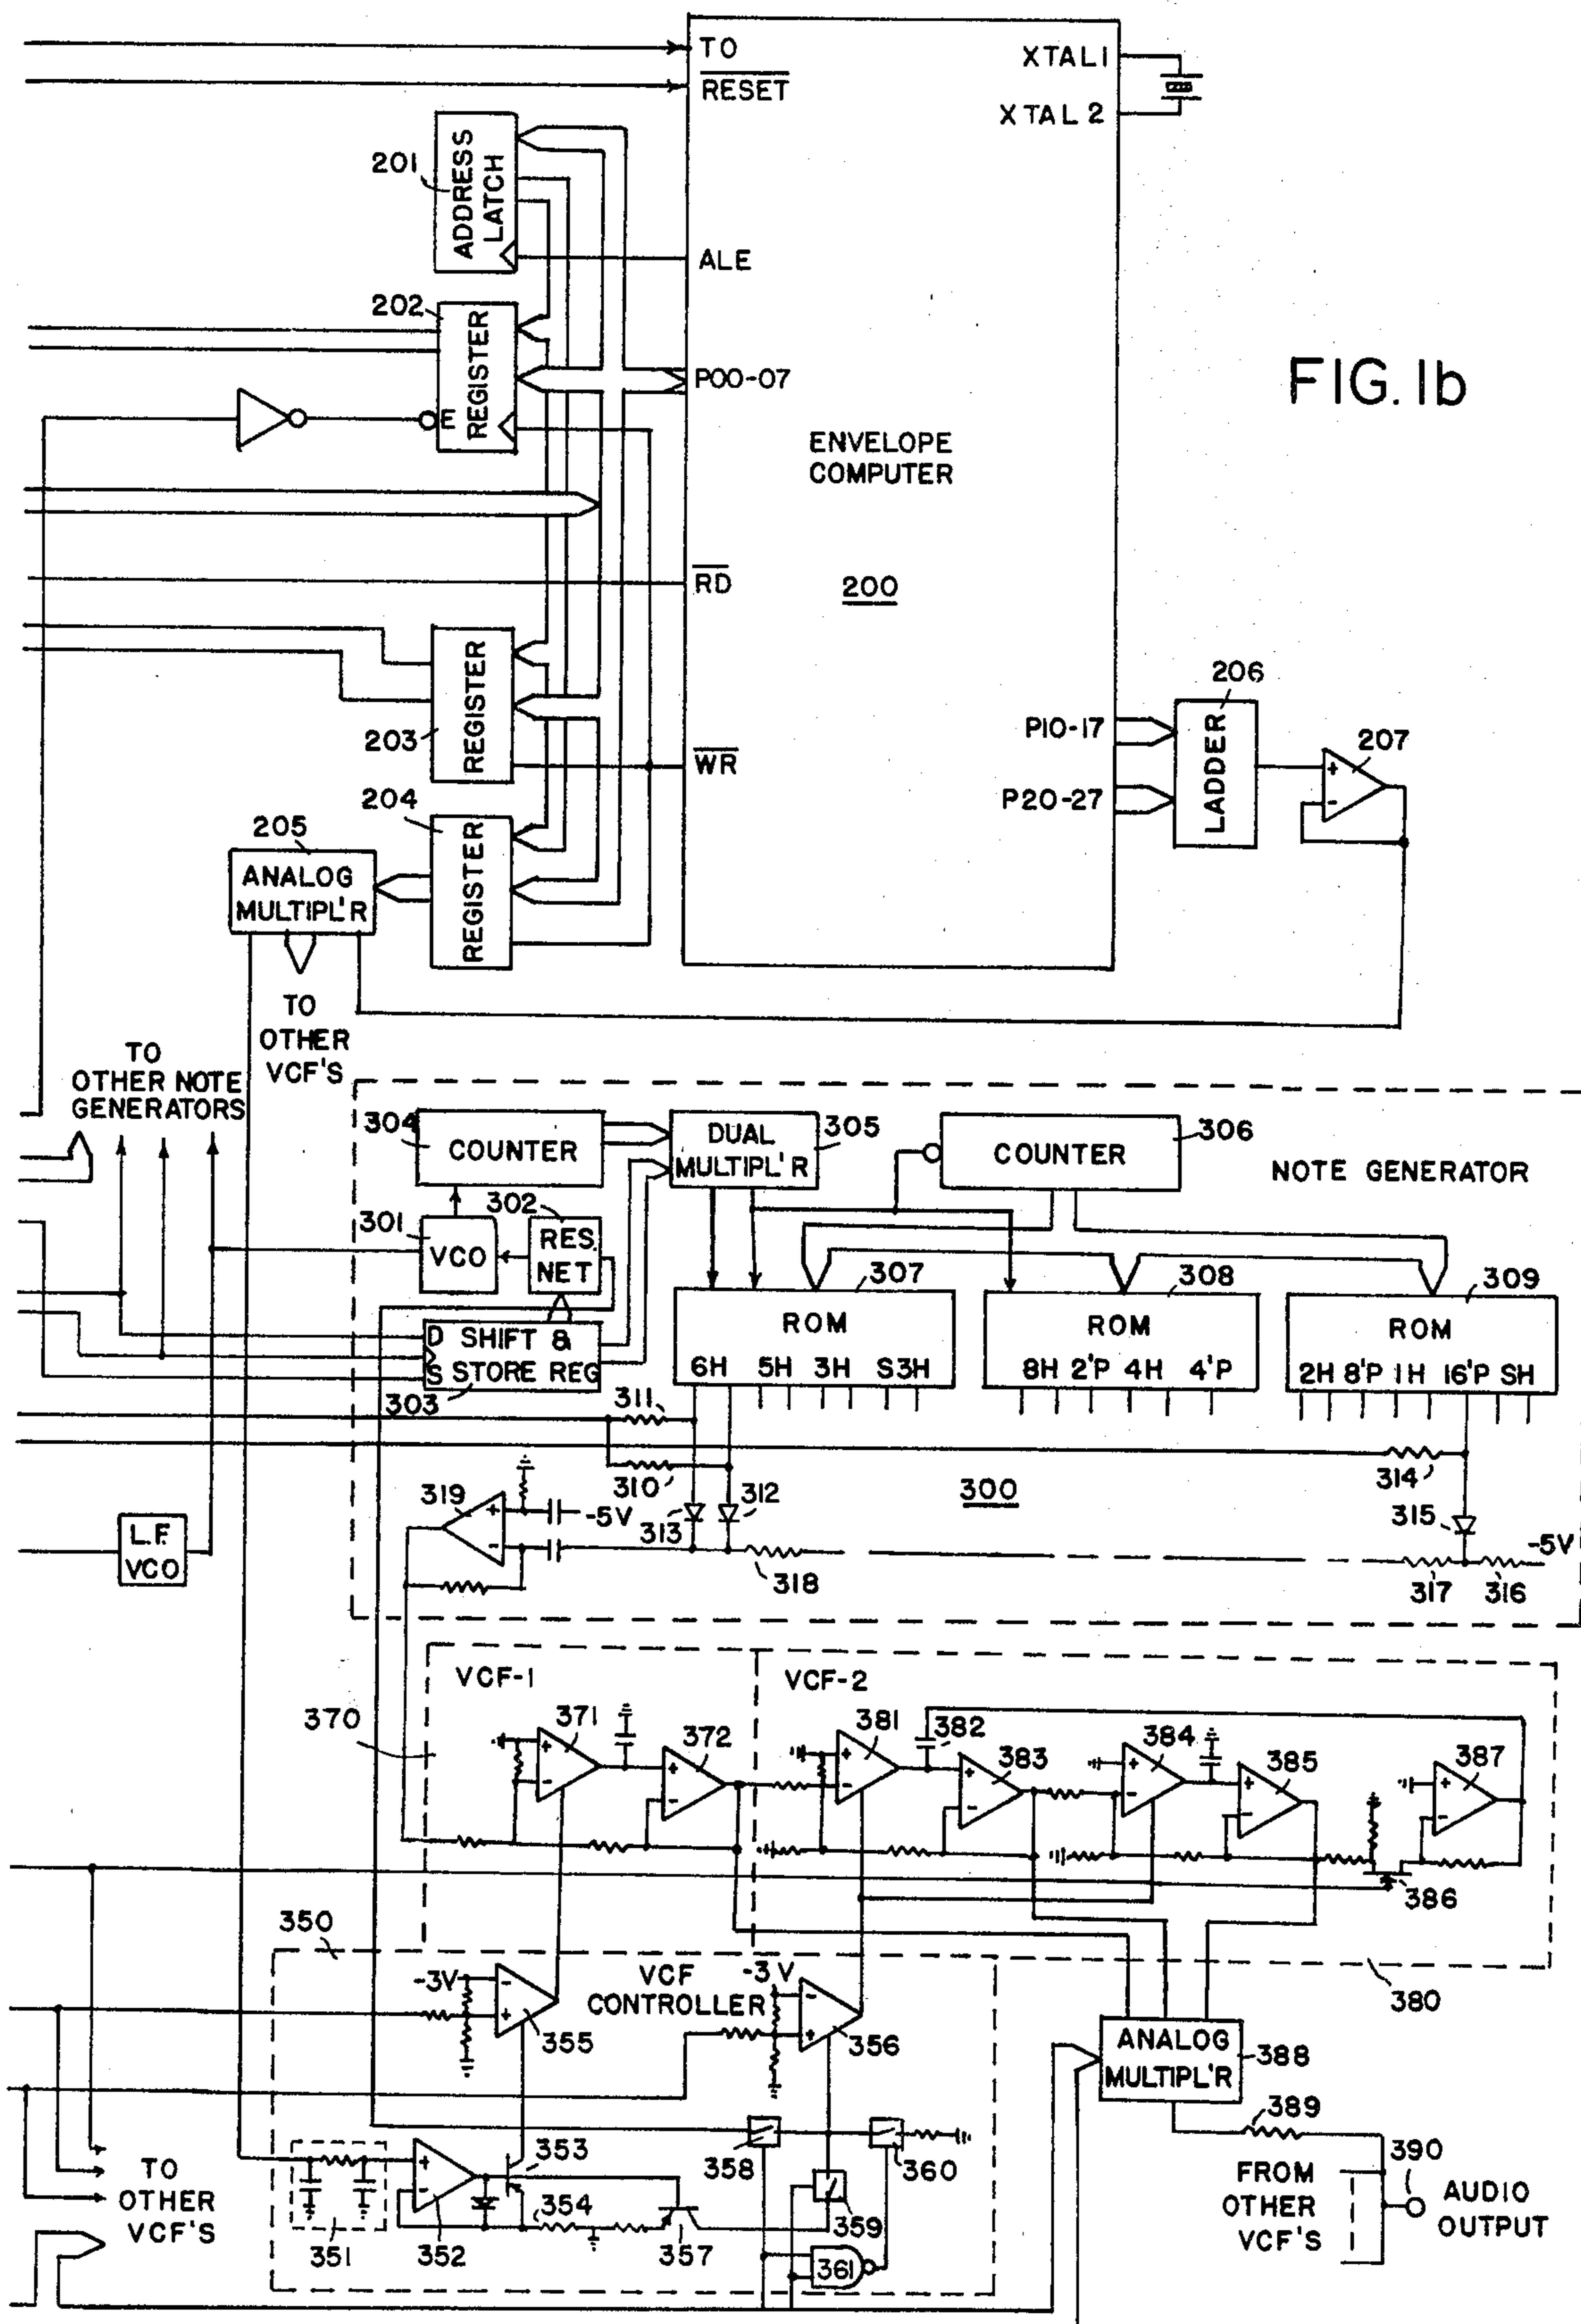 TO
RESET
XTAL1
XTAL 2
201
ADDRESS
LATCH
ALE
202
REGISTER
E
P00-07
FIG. 1b
ENVELOPE
COMPUTER
200
RD
203
REGISTER
WR
204
REGISTER
205
ANALOG
MULTIPL'R
P10-17
P20-27
206
LADDER
+
-
207
TO
OTHER
VCF'S
TO
OTHER NOTE
GENERATORS
304
COUNTER
DUAL
MULTIPL'R
305
COUNTER
306
NOTE GENERATOR
301
VCO
302
RES.
NET
307
ROM
6H 5H 3H S3H
308
ROM
8H 2'P 4H 4'P
309
ROM
2H 8'P 1H 16'P SH
D SHIFT &
S STORE REG
303
311
310
312
313
314
300
315
319
+
-
-5V
-5V
318
317
316
L.F.
VCO
VCF-1
VCF-2
370
+
-
371
+
-
372
+
-
381
382
+
-
383
+
-
384
+
-
385
+
-
387
386
350
-3V
-
+
355
VCF
CONTROLLER
-3 V
-
+
356
380
ANALOG
MULTIPL'R
388
389
353
358
360
TO
OTHER
VCF'S
351
+
-
352
354
357
359
361
FROM
OTHER
VCF'S
390
AUDIO
OUTPUT